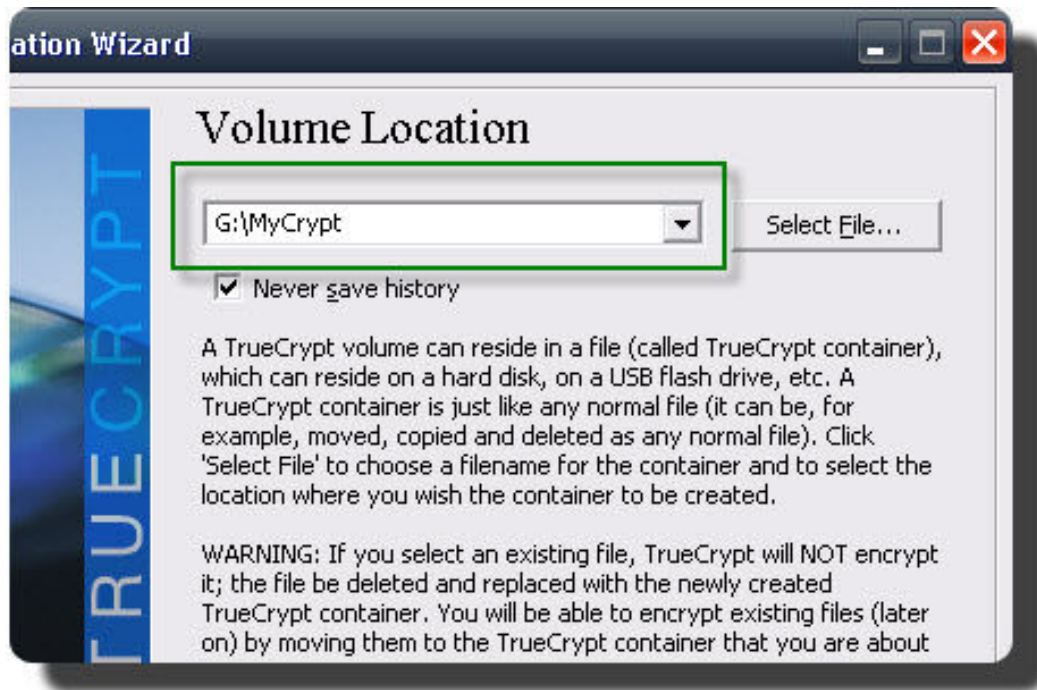 ation Wizard
Volume Location
G:\MyCrypt
Select File...
Never save history
A TrueCrypt volume can reside in a file (called TrueCrypt container),
which can reside on a hard disk, on a USB flash drive, etc. A
TrueCrypt container is just like any normal file (it can be, for
example, moved, copied and deleted as any normal file). Click
'Select File' to choose a filename for the container and to select the
location where you wish the container to be created.
WARNING: If you select an existing file, TrueCrypt will NOT encrypt
it; the file be deleted and replaced with the newly created
TrueCrypt container. You will be able to encrypt existing files (later
on) by moving them to the TrueCrypt container that you are about
TRUECRYPT